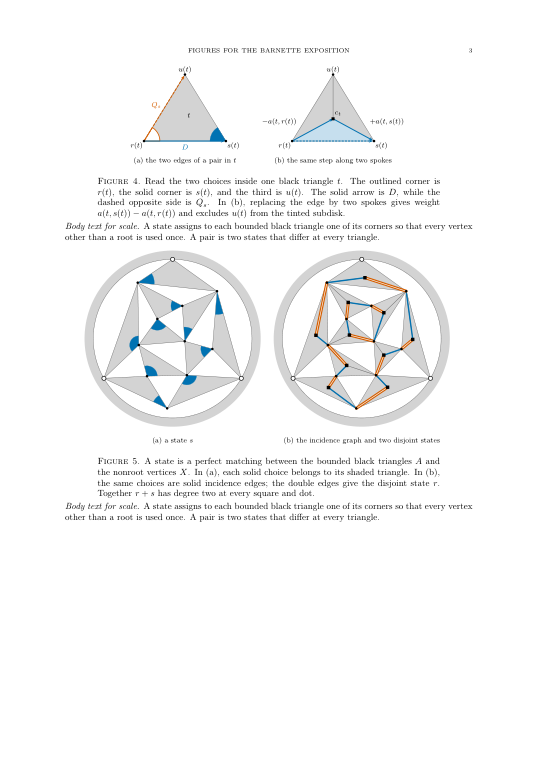 FIGURES FOR THE BARNETTE EXPOSITION 3
u(t) u(t)
Q_s
t c_t
−a(t, r(t)) +a(t, s(t))
r(t) D s(t) r(t) s(t)
(a) the two edges of a pair in t (b) the same step along two spokes
Figure 4. Read the two choices inside one black triangle t. The outlined corner is
r(t), the solid corner is s(t), and the third is u(t). The solid arrow is D, while the
dashed opposite side is Q_s. In (b), replacing the edge by two spokes gives weight
a(t, s(t)) − a(t, r(t)) and excludes u(t) from the tinted subdisk.
Body text for scale. A state assigns to each bounded black triangle one of its corners so that every vertex
other than a root is used once. A pair is two states that differ at every triangle.
(a) a state s (b) the incidence graph and two disjoint states
Figure 5. A state is a perfect matching between the bounded black triangles A and
the nonroot vertices X. In (a), each solid choice belongs to its shaded triangle. In (b),
the same choices are solid incidence edges; the double edges give the disjoint state r.
Together r + s has degree two at every square and dot.
Body text for scale. A state assigns to each bounded black triangle one of its corners so that every vertex
other than a root is used once. A pair is two states that differ at every triangle.